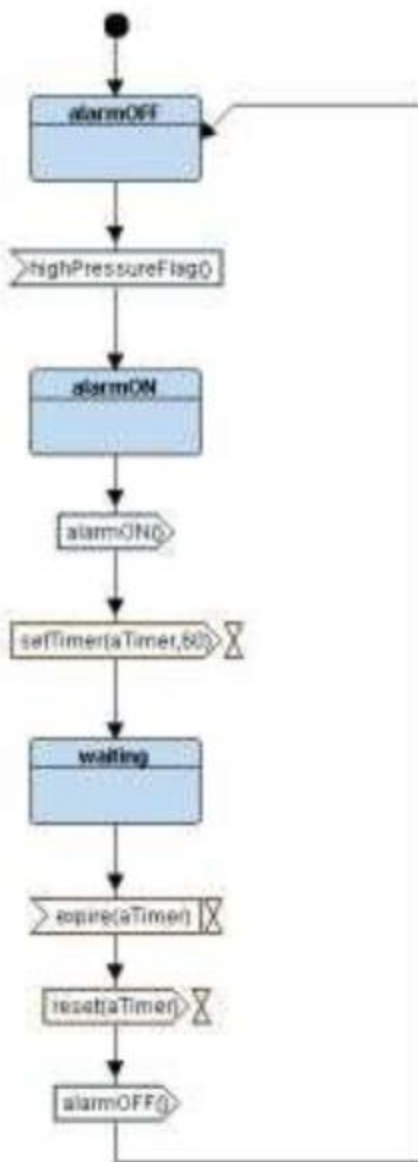 alarmOFF
highPressureFlag()
alarmON
alarmON()
setTimer(aTimer,60)
waiting
expire(aTimer)
reset(aTimer)
alarmOFF()